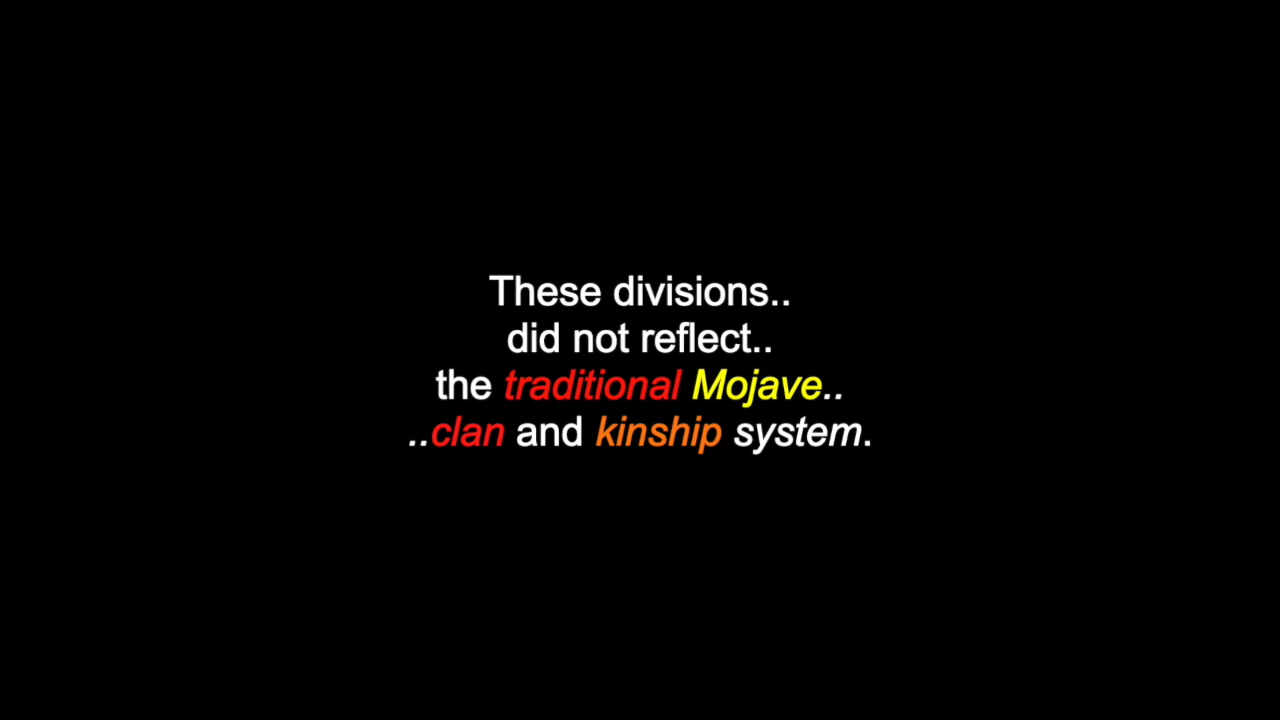 These divisions..
did not reflect..
the traditional Mojave..
..clan and kinship system.